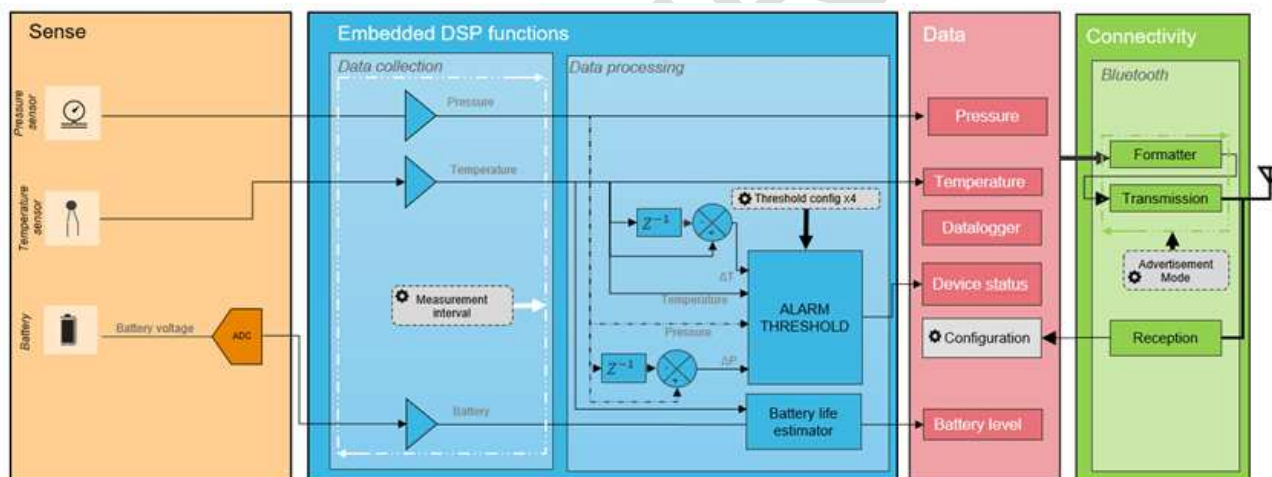 Sense
Embedded DSP functions
Data
Connectivity
Data collection
Data processing
Bluetooth
Pressure
sensor
Pressure
Pressure
Formatter
Temperature
sensor
Temperature
Temperature
Threshold config x4
Transmission
Z⁻¹
Datalogger
ΔT
Advertisement
Mode
Measurement
interval
Temperature
ALARM
THRESHOLD
Device status
Battery
Battery voltage
ADC
Pressure
Configuration
Reception
Z⁻¹
ΔP
Battery
Battery life
estimator
Battery level